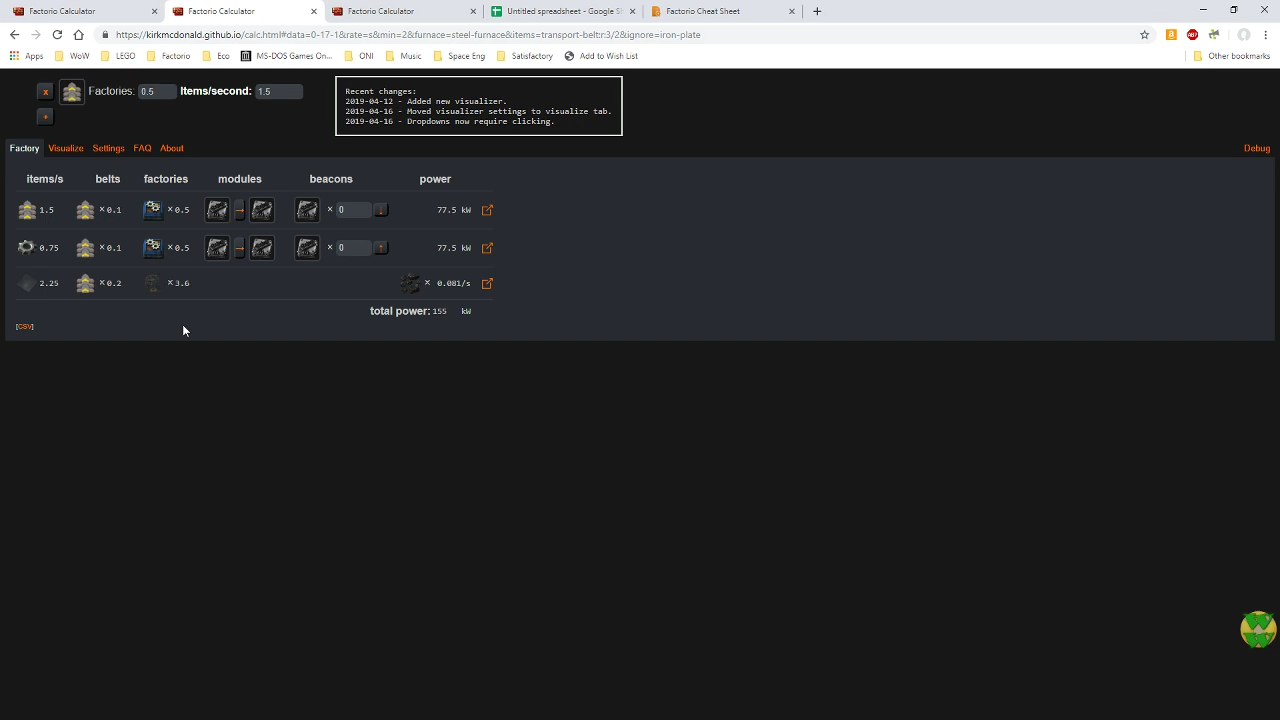 Factorio Calculator Factorio Calculator Factorio Calculator Untitled spreadsheet - Google Sh Factorio Cheat Sheet
https://kirkmcdonald.github.io/calc.html#data=0-17-1&rate=s&min=2&furnace=steel-furnace&items=transport-belt:r:3/2&ignore=iron-plate
Apps WoW LEGO Factorio Eco MS-DOS Games On... ONI Music Space Eng Satisfactory Add to Wish List Other bookmarks
x Factories: 0.5 Items/second: 1.5
+
Recent changes:
2019-04-12 - Added new visualizer.
2019-04-16 - Moved visualizer settings to visualize tab.
2019-04-16 - Dropdowns now require clicking.
Factory Visualize Settings FAQ About Debug
items/s belts factories modules beacons power
1.5 × 0.1 × 0.5 → × 0 ↓ 77.5 kW
0.75 × 0.1 × 0.5 → × 0 ↑ 77.5 kW
2.25 × 0.2 × 3.6 × 0.081/s
total power: 155 kW
[CSV]